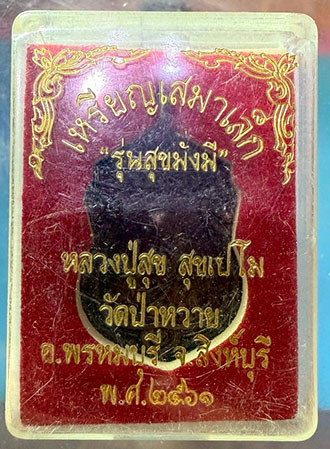 เหรียญเสมาเล็ก
"รุ่นสุขมั่งมี"
หลวงปู่สุข สุขเปโม
วัดป่าหวาย
อ.พรหมบุรี จ.สิงห์บุรี
พ.ศ.๒๕๖๑